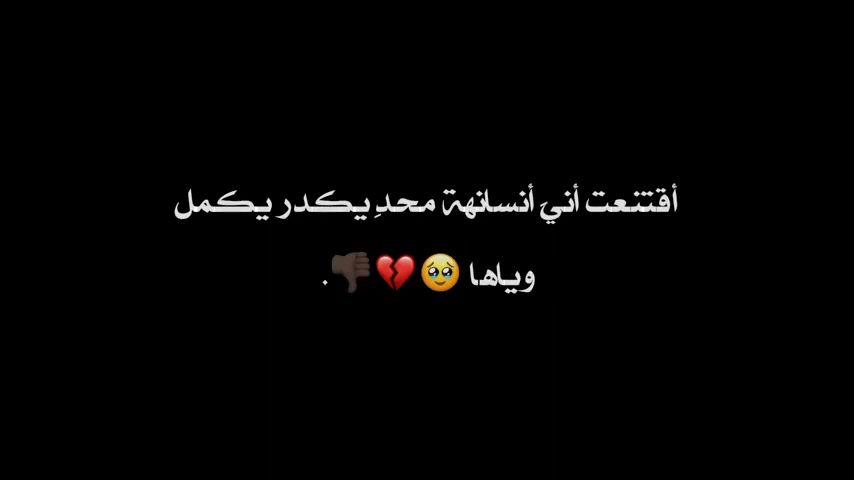 أقتنعت أنيَ أنسانهة محدِ يكدر يكمل
وياها 🥹💔👎🏿.